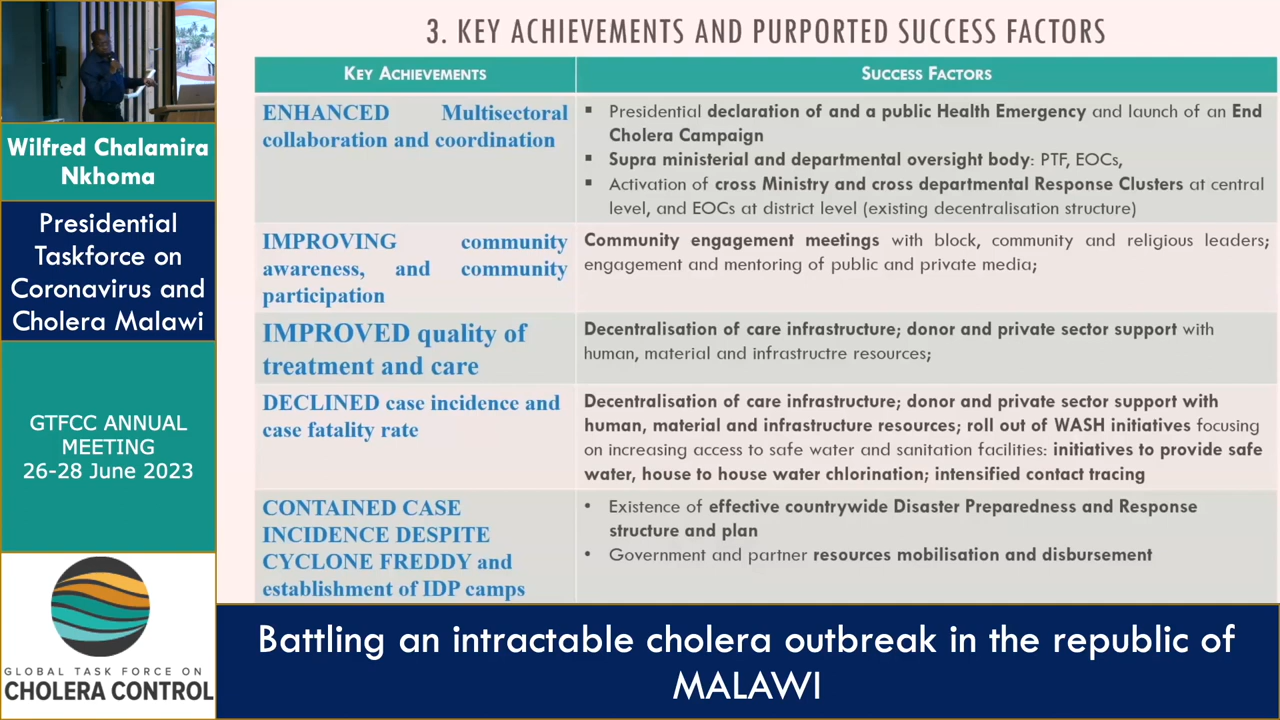 Wilfred Chalamira
Nkhoma
Presidential
Taskforce on
Coronavirus and
Cholera Malawi
GTFCC ANNUAL
MEETING
26-28 June 2023
GLOBAL TASK FORCE ON
CHOLERA CONTROL
3. KEY ACHIEVEMENTS AND PURPORTED SUCCESS FACTORS
KEY ACHIEVEMENTS
SUCCESS FACTORS
ENHANCED Multisectoral
collaboration and coordination
▪ Presidential declaration of and a public Health Emergency and launch of an End
Cholera Campaign
▪ Supra ministerial and departmental oversight body: PTF, EOCs,
▪ Activation of cross Ministry and cross departmental Response Clusters at central
level, and EOCs at district level (existing decentralisation structure)
IMPROVING community
awareness, and community
participation
Community engagement meetings with block, community and religious leaders;
engagement and mentoring of public and private media;
IMPROVED quality of
treatment and care
Decentralisation of care infrastructure; donor and private sector support with
human, material and infrastructre resources;
DECLINED case incidence and
case fatality rate
Decentralisation of care infrastructure; donor and private sector support with
human, material and infrastructure resources; roll out of WASH initiatives focusing
on increasing access to safe water and sanitation facilities: initiatives to provide safe
water, house to house water chlorination; intensified contact tracing
CONTAINED CASE
INCIDENCE DESPITE
CYCLONE FREDDY and
establishment of IDP camps
• Existence of effective countrywide Disaster Preparedness and Response
structure and plan
• Government and partner resources mobilisation and disbursement
Battling an intractable cholera outbreak in the republic of
MALAWI